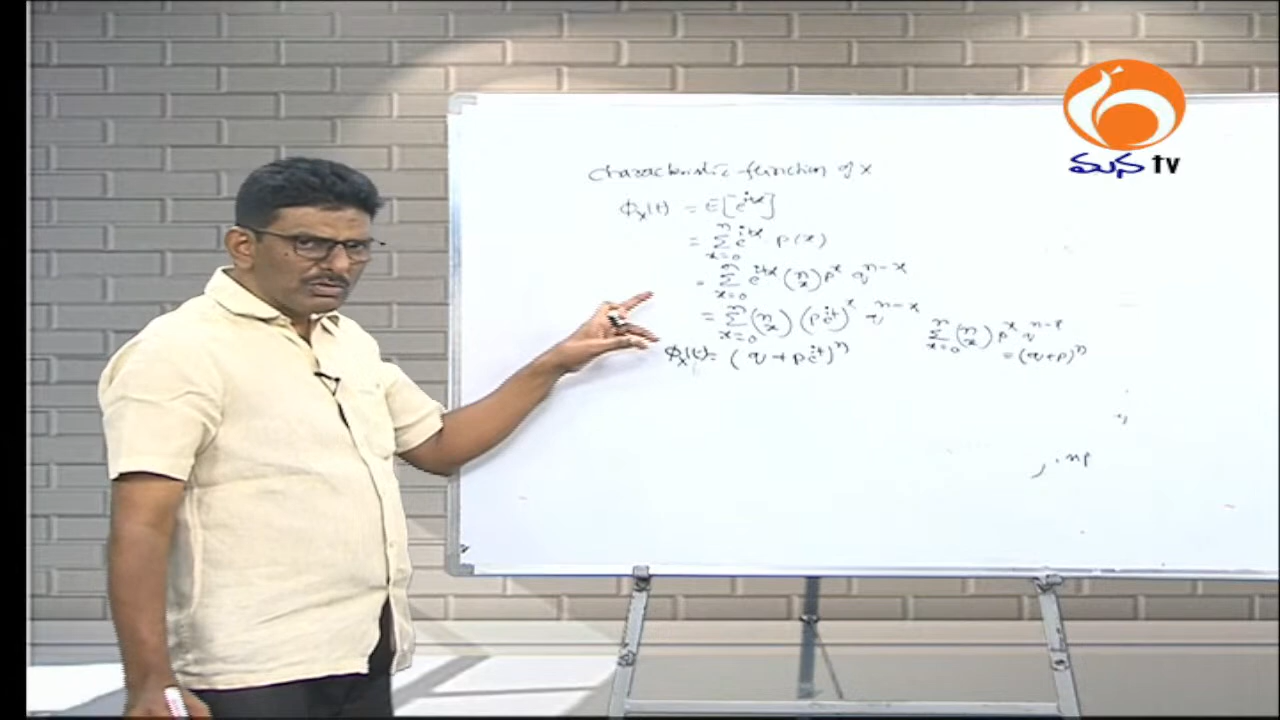 మన tv
Characteristic function of X
φₓ(t) = E[e^{itx}]
= Σ_{x=0}^{n} e^{itx} · p(x)
= Σ_{x=0}^{n} e^{itx} (n x) p^x q^{n-x}
= Σ_{x=0}^{n} (n x) (pe^{it})^x q^{n-x}
φₓ(t) = (q + pe^{it})^n
Σ_{x=0}^{n} (n x) p^x q^{n-x}
= (q+p)^n
np